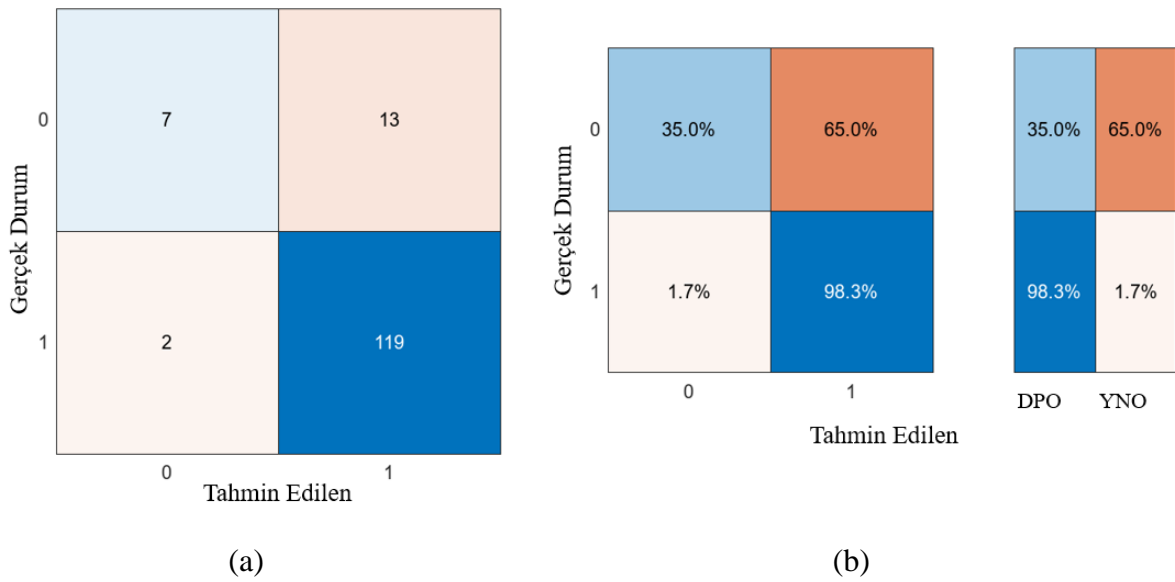 0
7
13
Gerçek Durum
1
2
119
0
1
Tahmin Edilen
(a)
0
35.0%
65.0%
Gerçek Durum
1
1.7%
98.3%
0
1
Tahmin Edilen
35.0%
65.0%
98.3%
1.7%
DPO
YNO
(b)